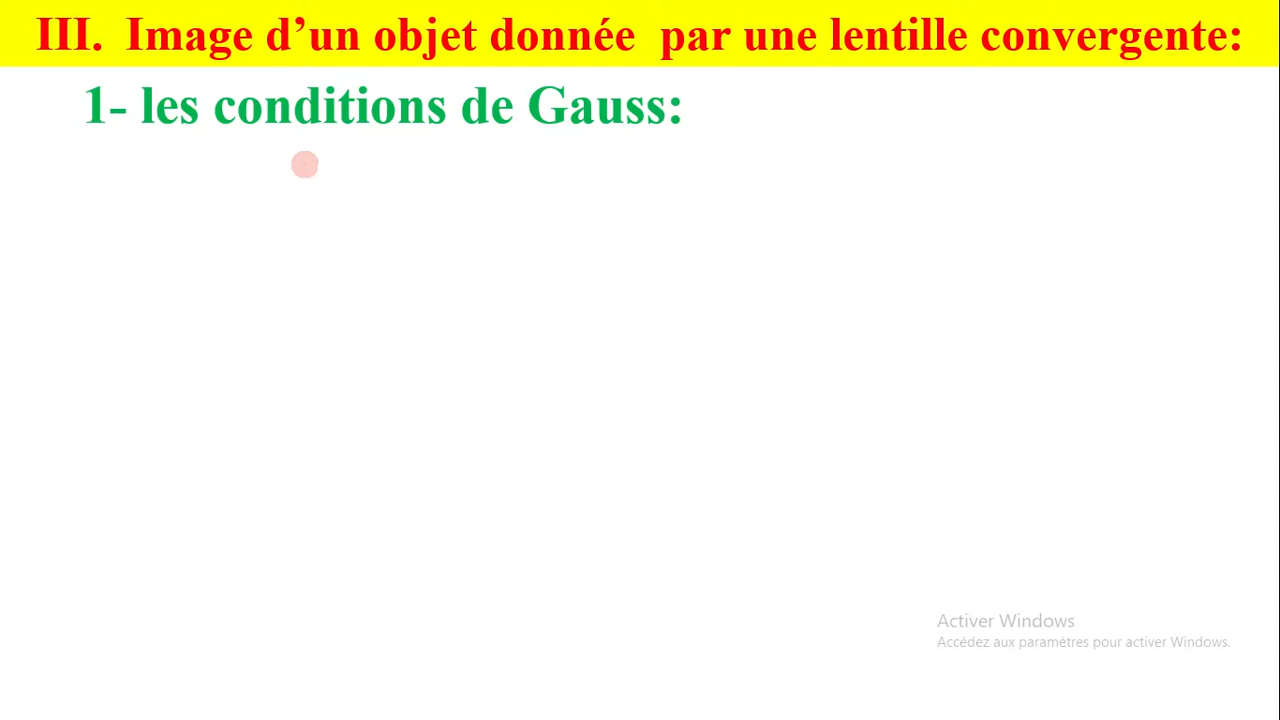 III. Image d’un objet donnée par une lentille convergente:
1- les conditions de Gauss:
Activer Windows
Accédez aux paramètres pour activer Windows.